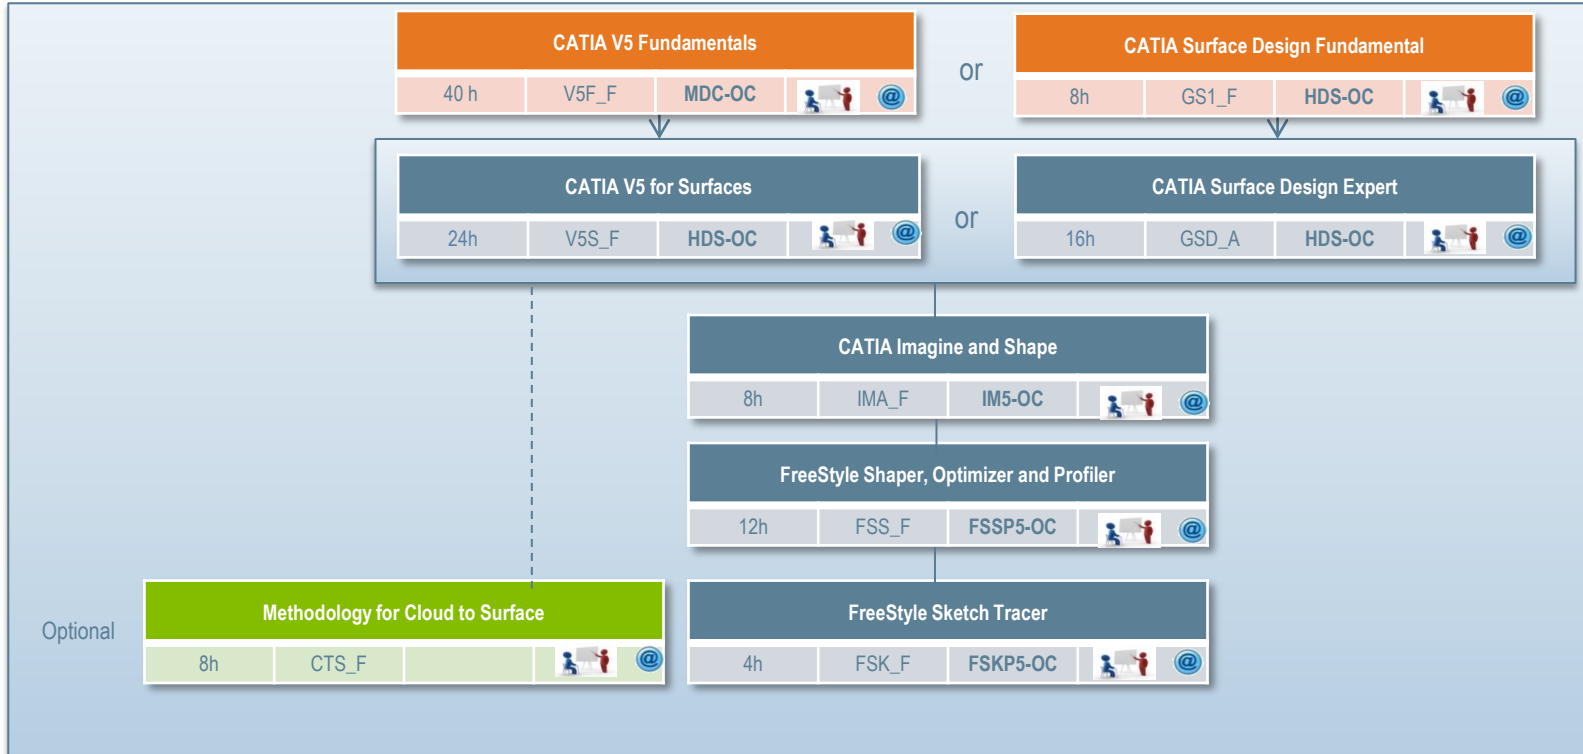 CATIA V5 Fundamentals
40 h V5F_F MDC-OC @
or
CATIA Surface Design Fundamental
8h GS1_F HDS-OC @
CATIA V5 for Surfaces
24h V5S_F HDS-OC @
or
CATIA Surface Design Expert
16h GSD_A HDS-OC @
CATIA Imagine and Shape
8h IMA_F IM5-OC @
FreeStyle Shaper, Optimizer and Profiler
12h FSS_F FSSP5-OC @
Optional
Methodology for Cloud to Surface
8h CTS_F @
FreeStyle Sketch Tracer
4h FSK_F FSKP5-OC @